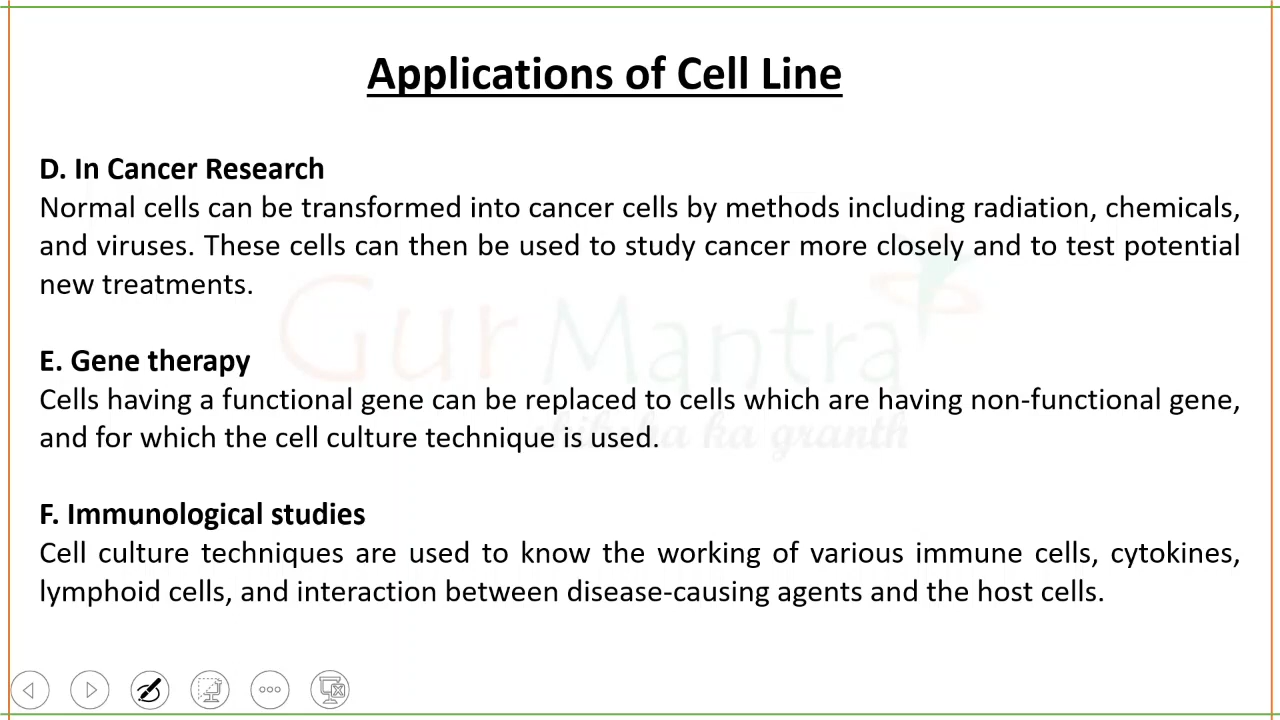 Applications of Cell Line
D. In Cancer Research
Normal cells can be transformed into cancer cells by methods including radiation, chemicals,
and viruses. These cells can then be used to study cancer more closely and to test potential
new treatments.
GurMantra
E. Gene therapy
Cells having a functional gene can be replaced to cells which are having non-functional gene,
and for which the cell culture technique is used.
shiksha ka granth
F. Immunological studies
Cell culture techniques are used to know the working of various immune cells, cytokines,
lymphoid cells, and interaction between disease-causing agents and the host cells.